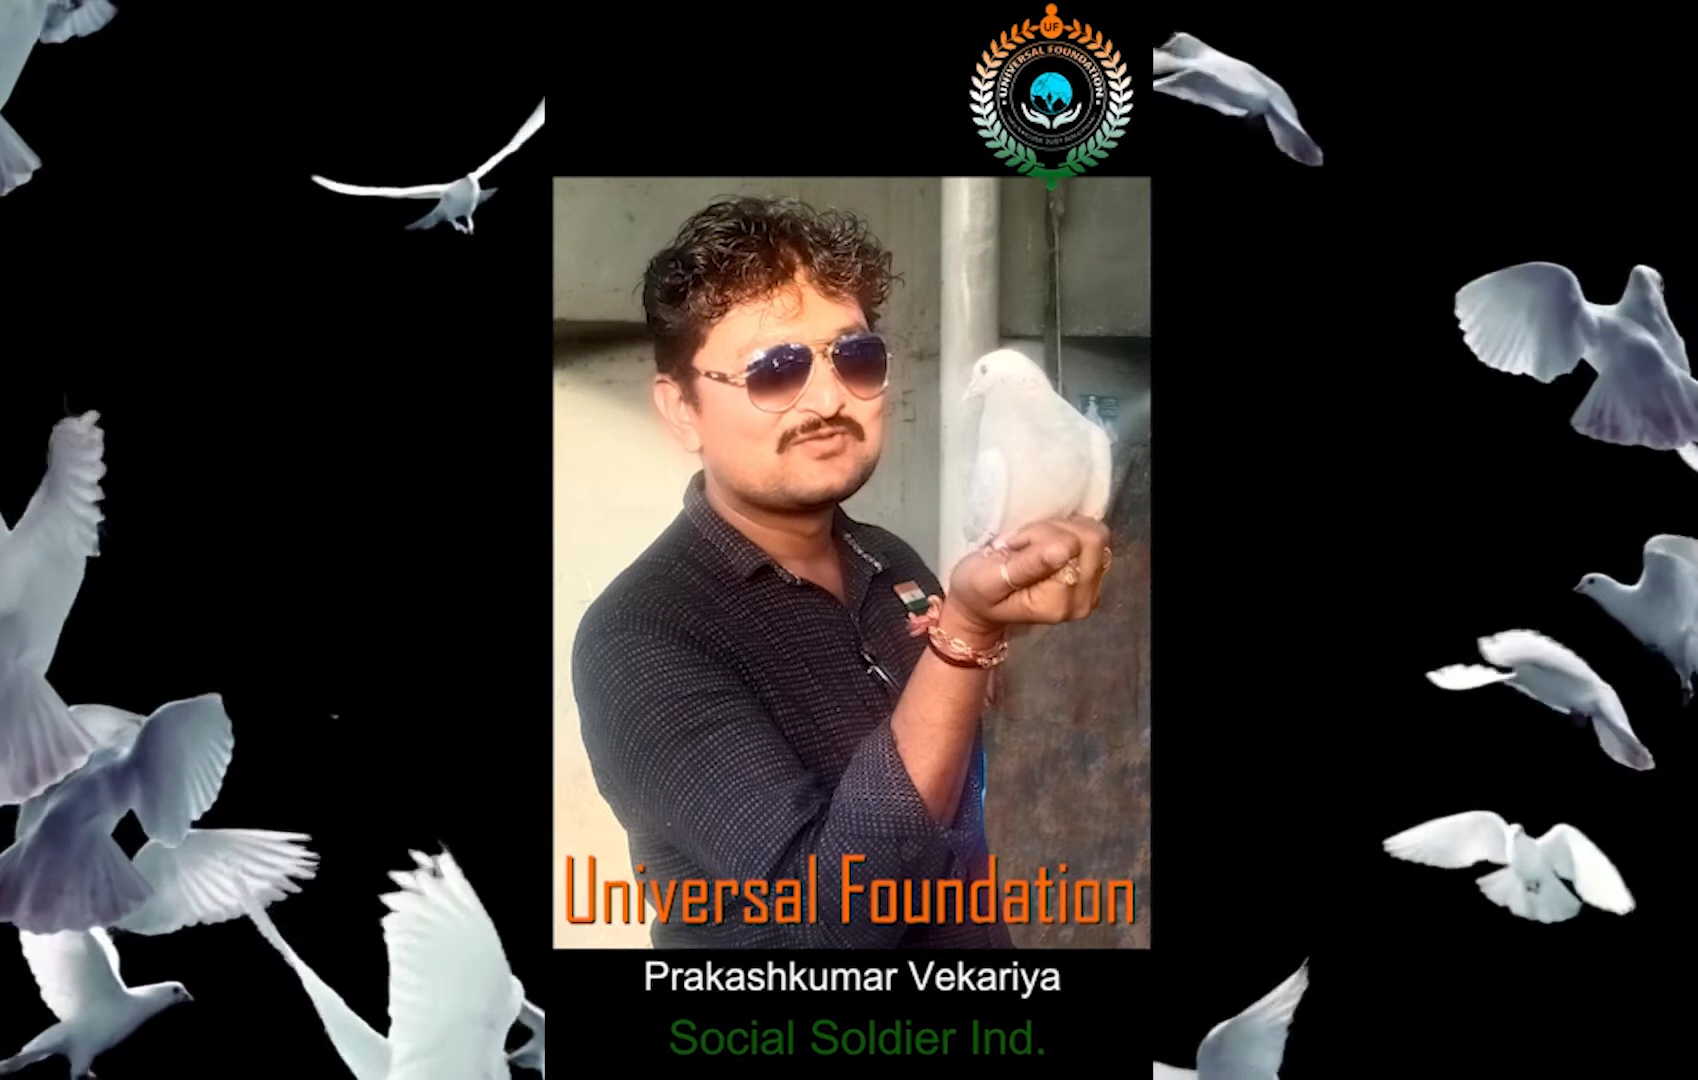 UF
UNIVERSAL FOUNDATION
Universal Foundation
Prakashkumar Vekariya
Social Soldier Ind.